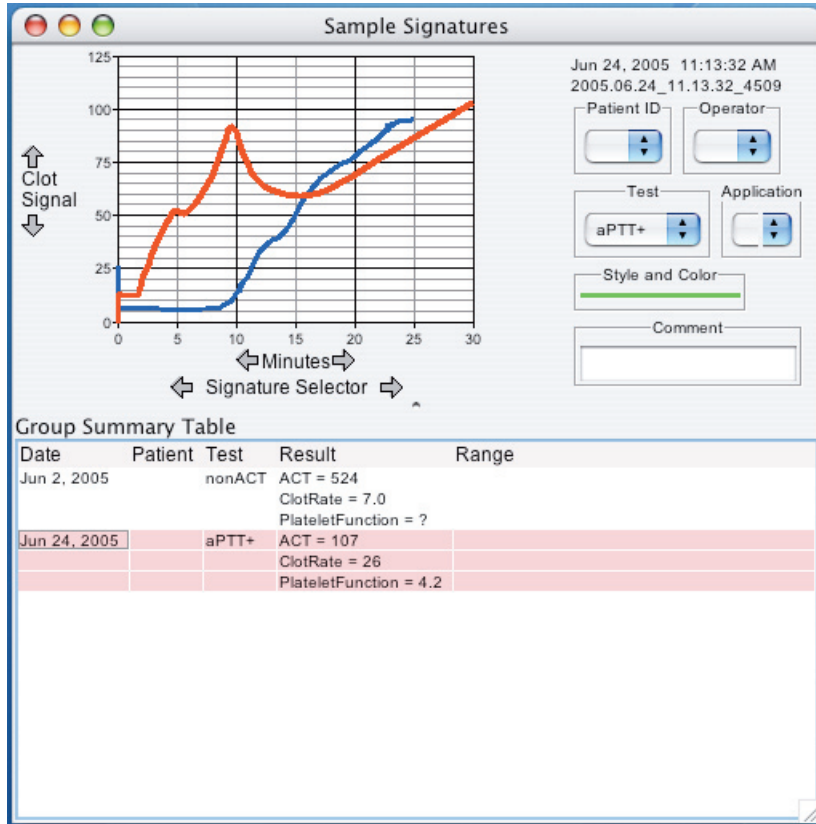 Sample Signatures
Jun 24, 2005 11:13:32 AM
2005.06.24_11.13.32_4509
Patient ID
Operator
Test
Application
aPTT+
Style and Color
Comment
125
100
75
50
25
0
Clot
Signal
0 5 10 15 20 25 30
Minutes
Signature Selector
Group Summary Table
Date Patient Test Result Range
Jun 2, 2005 nonACT ACT = 524
ClotRate = 7.0
PlateletFunction = ?
Jun 24, 2005 aPTT+ ACT = 107
ClotRate = 26
PlateletFunction = 4.2